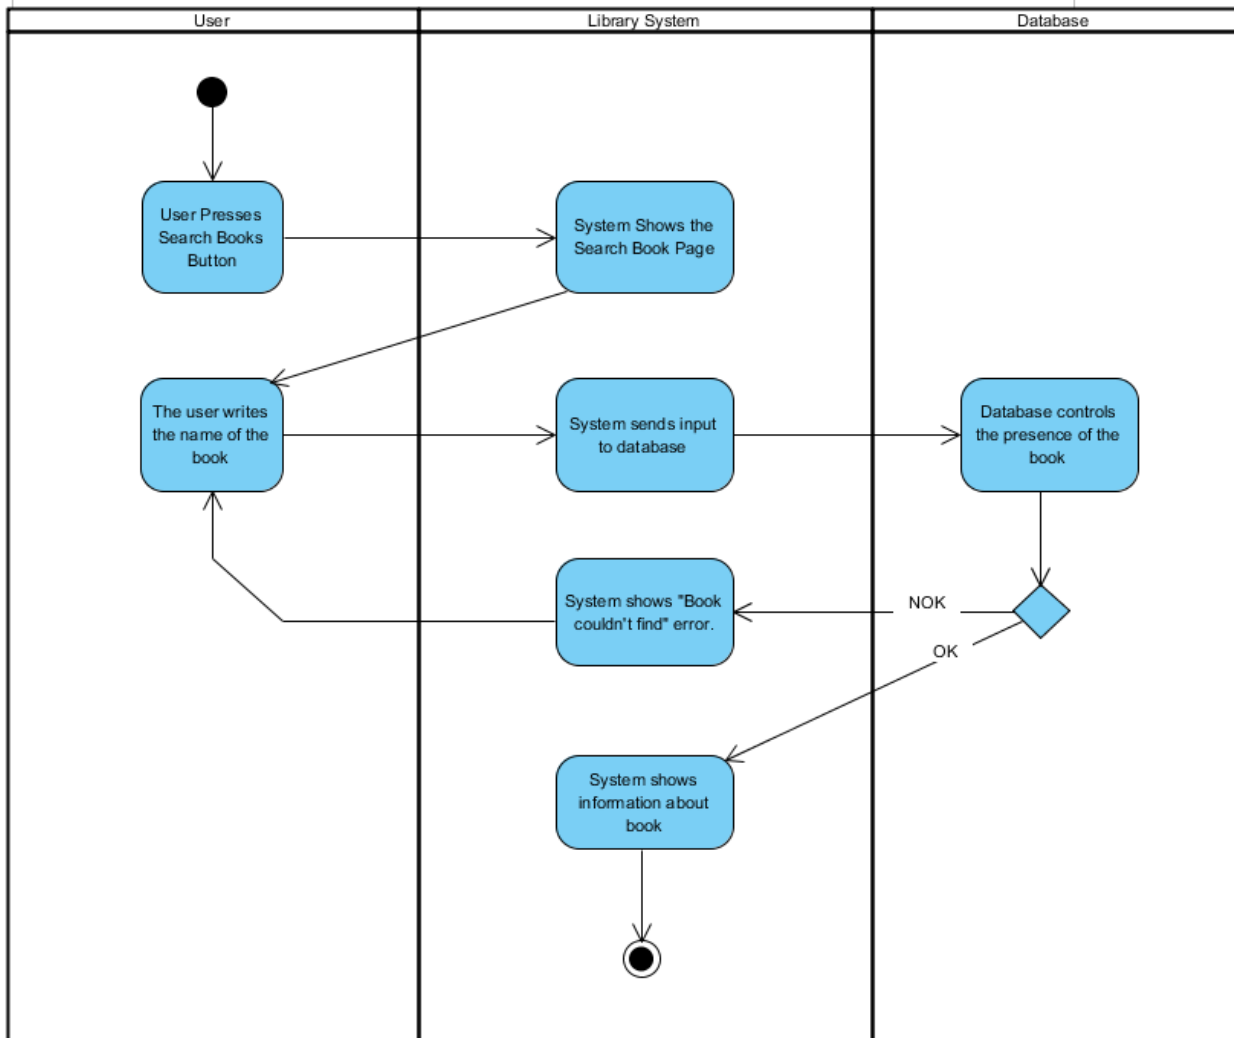 User
Library System
Database
User Presses
Search Books
Button
System Shows the
Search Book Page
The user writes
the name of the
book
System sends input
to database
Database controls
the presence of the
book
System shows "Book
couldn't find" error.
NOK
OK
System shows
information about
book